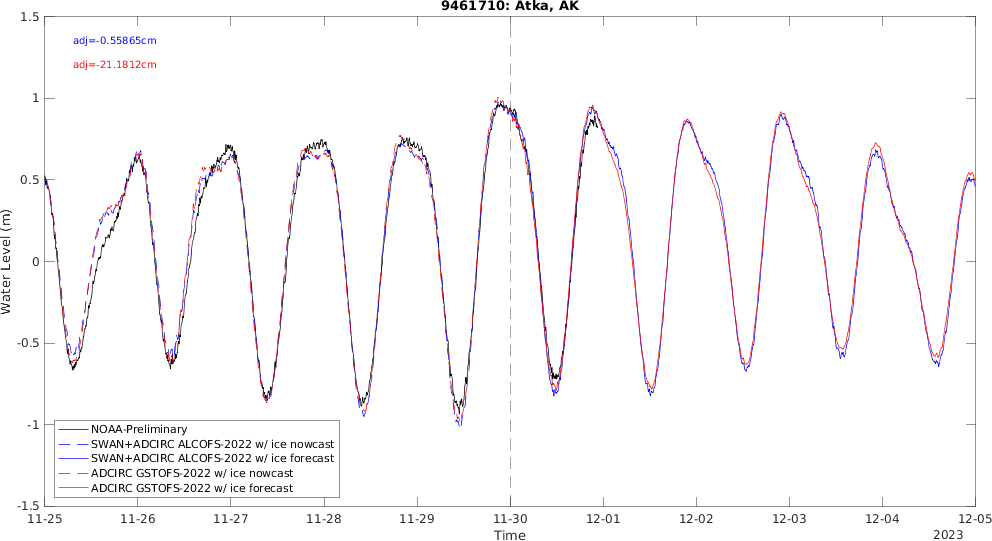 9461710: Atka, AK
1.5
adj=-0.55865cm
adj=-21.1812cm
1
0.5
0
-0.5
-1
-1.5
Water Level (m)
NOAA-Preliminary
SWAN+ADCIRC ALCOFS-2022 w/ ice nowcast
SWAN+ADCIRC ALCOFS-2022 w/ ice forecast
ADCIRC GSTOFS-2022 w/ ice nowcast
ADCIRC GSTOFS-2022 w/ ice forecast
11-25 11-26 11-27 11-28 11-29 11-30 12-01 12-02 12-03 12-04 12-05
Time
2023